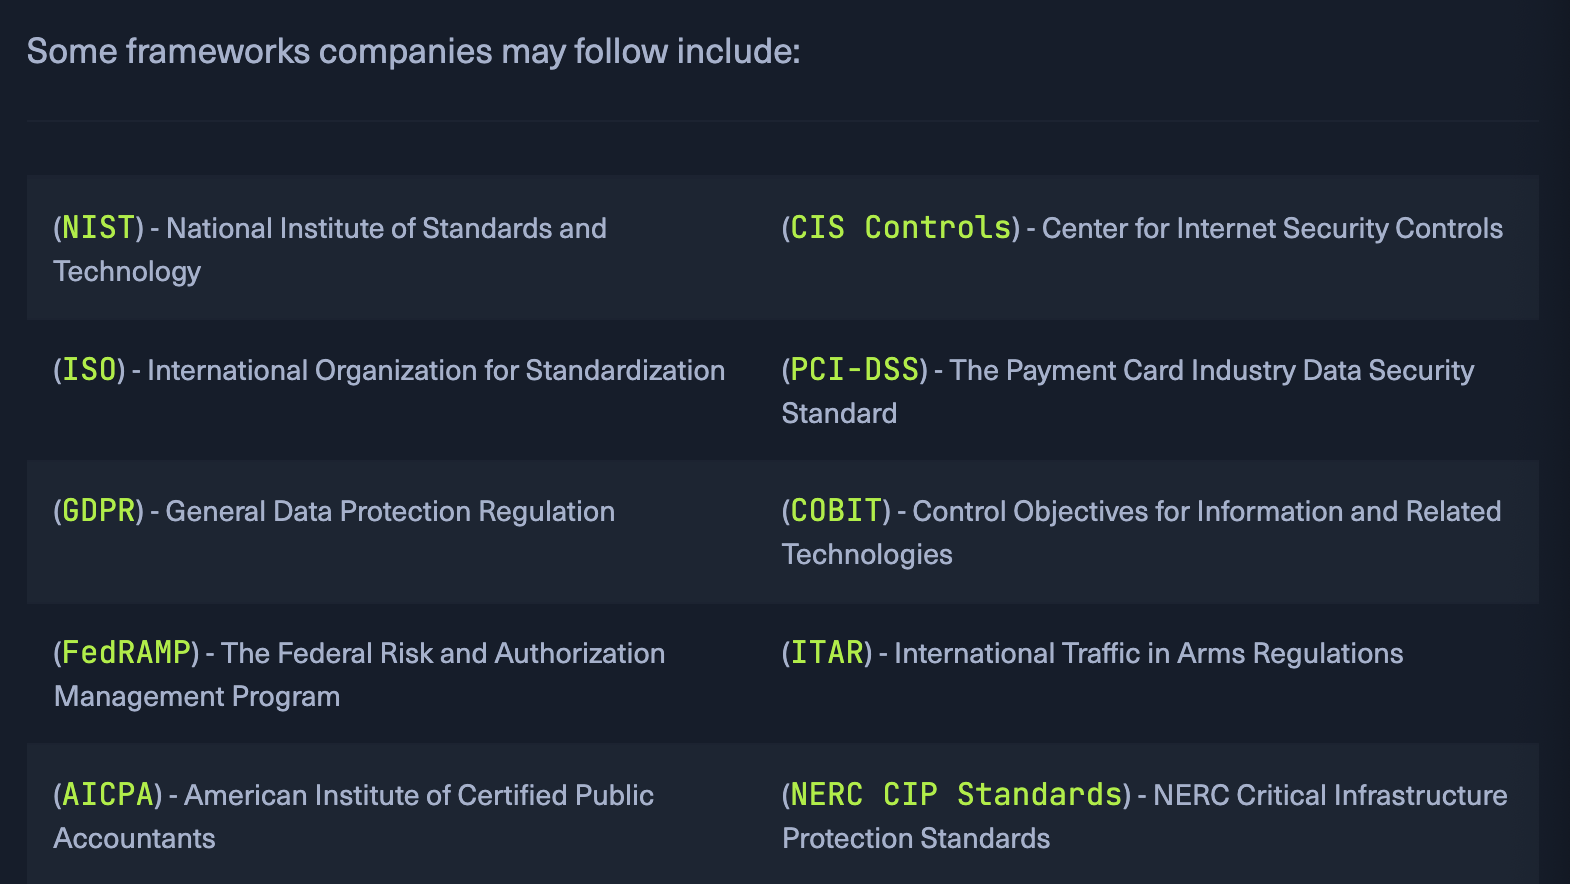 Some frameworks companies may follow include:
(NIST) - National Institute of Standards and
Technology
(CIS Controls) - Center for Internet Security Controls
(ISO) - International Organization for Standardization
(PCI-DSS) - The Payment Card Industry Data Security
Standard
(GDPR) - General Data Protection Regulation
(COBIT) - Control Objectives for Information and Related
Technologies
(FedRAMP) - The Federal Risk and Authorization
Management Program
(ITAR) - International Traffic in Arms Regulations
(AICPA) - American Institute of Certified Public
Accountants
(NERC CIP Standards) - NERC Critical Infrastructure
Protection Standards